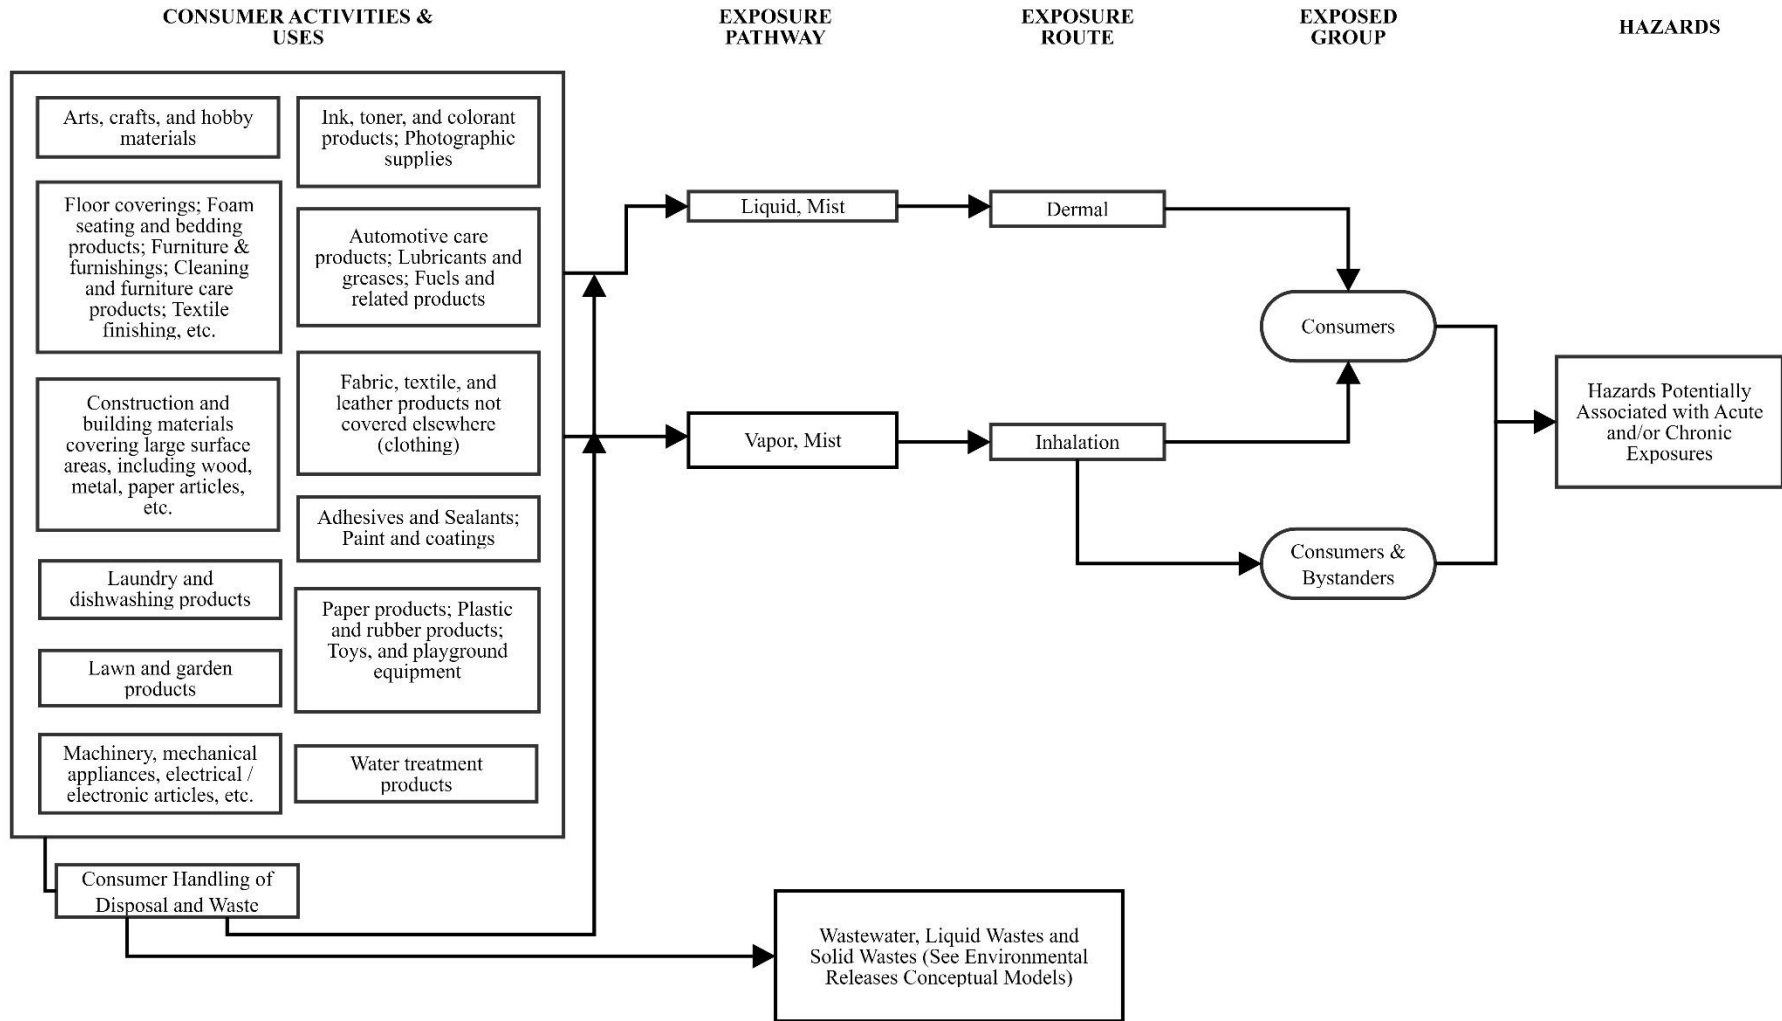 CONSUMER ACTIVITIES &
USES
EXPOSURE
PATHWAY
EXPOSURE
ROUTE
EXPOSED
GROUP
HAZARDS
Arts, crafts, and hobby
materials
Floor coverings; Foam
seating and bedding
products; Furniture &
furnishings; Cleaning
and furniture care
products; Textile
finishing, etc.
Construction and
building materials
covering large surface
areas, including wood,
metal, paper articles,
etc.
Laundry and
dishwashing products
Lawn and garden
products
Machinery, mechanical
appliances, electrical /
electronic articles, etc.
Ink, toner, and colorant
products; Photographic
supplies
Automotive care
products; Lubricants and
greases; Fuels and
related products
Fabric, textile, and
leather products not
covered elsewhere
(clothing)
Adhesives and Sealants;
Paint and coatings
Paper products; Plastic
and rubber products;
Toys, and playground
equipment
Water treatment
products
Consumer Handling of
Disposal and Waste
Liquid, Mist
Vapor, Mist
Dermal
Inhalation
Consumers
Consumers &
Bystanders
Hazards Potentially
Associated with Acute
and/or Chronic
Exposures
Wastewater, Liquid Wastes and
Solid Wastes (See Environmental
Releases Conceptual Models)